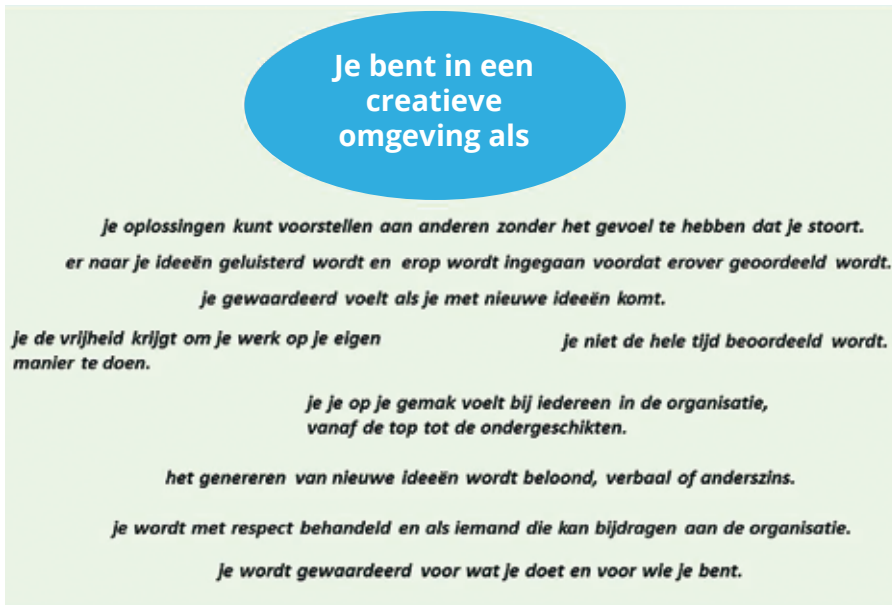 Je bent in een
creatieve
omgeving als
je oplossingen kunt voorstellen aan anderen zonder het gevoel te hebben dat je stoort.
er naar je ideeën geluisterd wordt en erop wordt ingegaan voordat erover geoordeeld wordt.
je gewaardeerd voelt als je met nieuwe ideeën komt.
je de vrijheid krijgt om je werk op je eigen
manier te doen.
je niet de hele tijd beoordeeld wordt.
je je op je gemak voelt bij iedereen in de organisatie,
vanaf de top tot de ondergeschikten.
het genereren van nieuwe ideeën wordt beloond, verbaal of anderszins.
je wordt met respect behandeld en als iemand die kan bijdragen aan de organisatie.
je wordt gewaardeerd voor wat je doet en voor wie je bent.